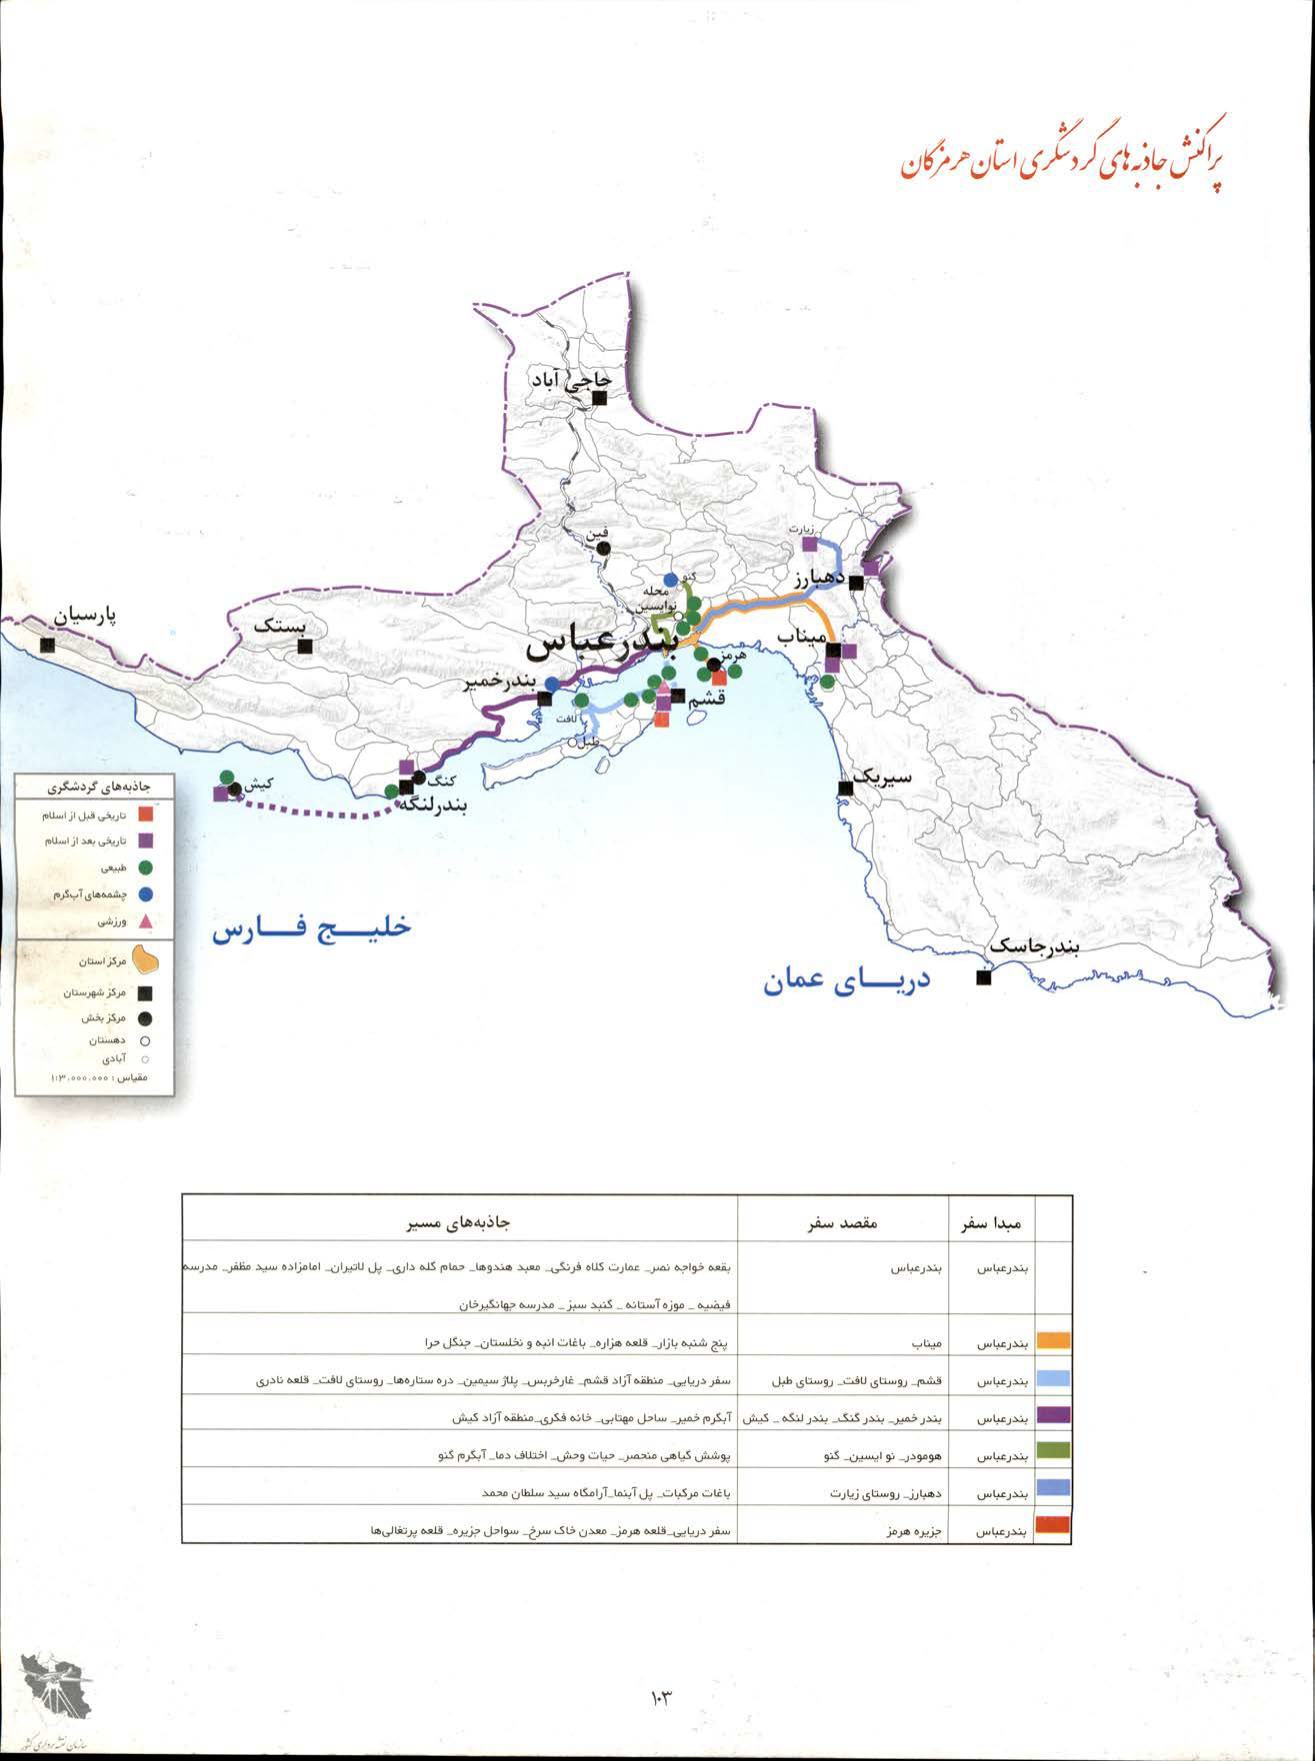 پراکنش جاذبه‌های گردشگری استان هرمزگان
حاجی آباد
فین
زیارت
دهبارز
گنو
محله
نوایسین
بندرعباس
میناب
هرمز
پارسیان
بستک
بندرخمیر
قشم
لافت
طبل
سیریک
کیش
کنگ
بندرلنگه
خلیج فارس
دریای عمان
بندرجاسک
جاذبه‌های گردشگری
تاریخی قبل از اسلام
تاریخی بعد از اسلام
طبیعی
چشمه‌های آب‌گرم
ورزشی
مرکز استان
مرکز شهرستان
مرکز بخش
دهستان
آبادی
مقیاس : ۱:۳.۰۰۰.۰۰۰
مبدا سفر مقصد سفر جاذبه‌های مسیر
بندرعباس بندرعباس بقعه خواجه نصر_ عمارت کلاه فرنگی_ معبد هندوها_ حمام گله داری_ پل لاتیران_ امامزاده سید مظفر_ مدرسه
فیضیه _ موزه آستانه _ گنبد سبز _ مدرسه جهانگیرخان
بندرعباس میناب پنج شنبه بازار_ قلعه هزاره_ باغات انبه و نخلستان_ جنگل حرا
بندرعباس قشم_ روستای لافت_ روستای طبل سفر دریایی_ منطقه آزاد قشم_ غارخربس_ پلاژ سیمین_ دره ستاره‌ها_ روستای لافت_ قلعه نادری
بندرعباس بندر خمیر_ بندر گنگ_ بندر لنگه _ کیش آبگرم خمیر_ ساحل مهتابی_ خانه فکری_منطقه آزاد کیش
بندرعباس هومودر_ نو ایسین_ گنو پوشش گیاهی منحصر_ حیات وحش_ اختلاف دما_ آبگرم گنو
بندرعباس دهبارز_ روستای زیارت باغات مرکبات_ پل آبنما_آرامگاه سید سلطان محمد
بندرعباس جزیره هرمز سفر دریایی_قلعه هرمز_ معدن خاک سرخ_ سواحل جزیره_ قلعه پرتغالی‌ها
۱۰۳
سازمان نقشه برداری کشور